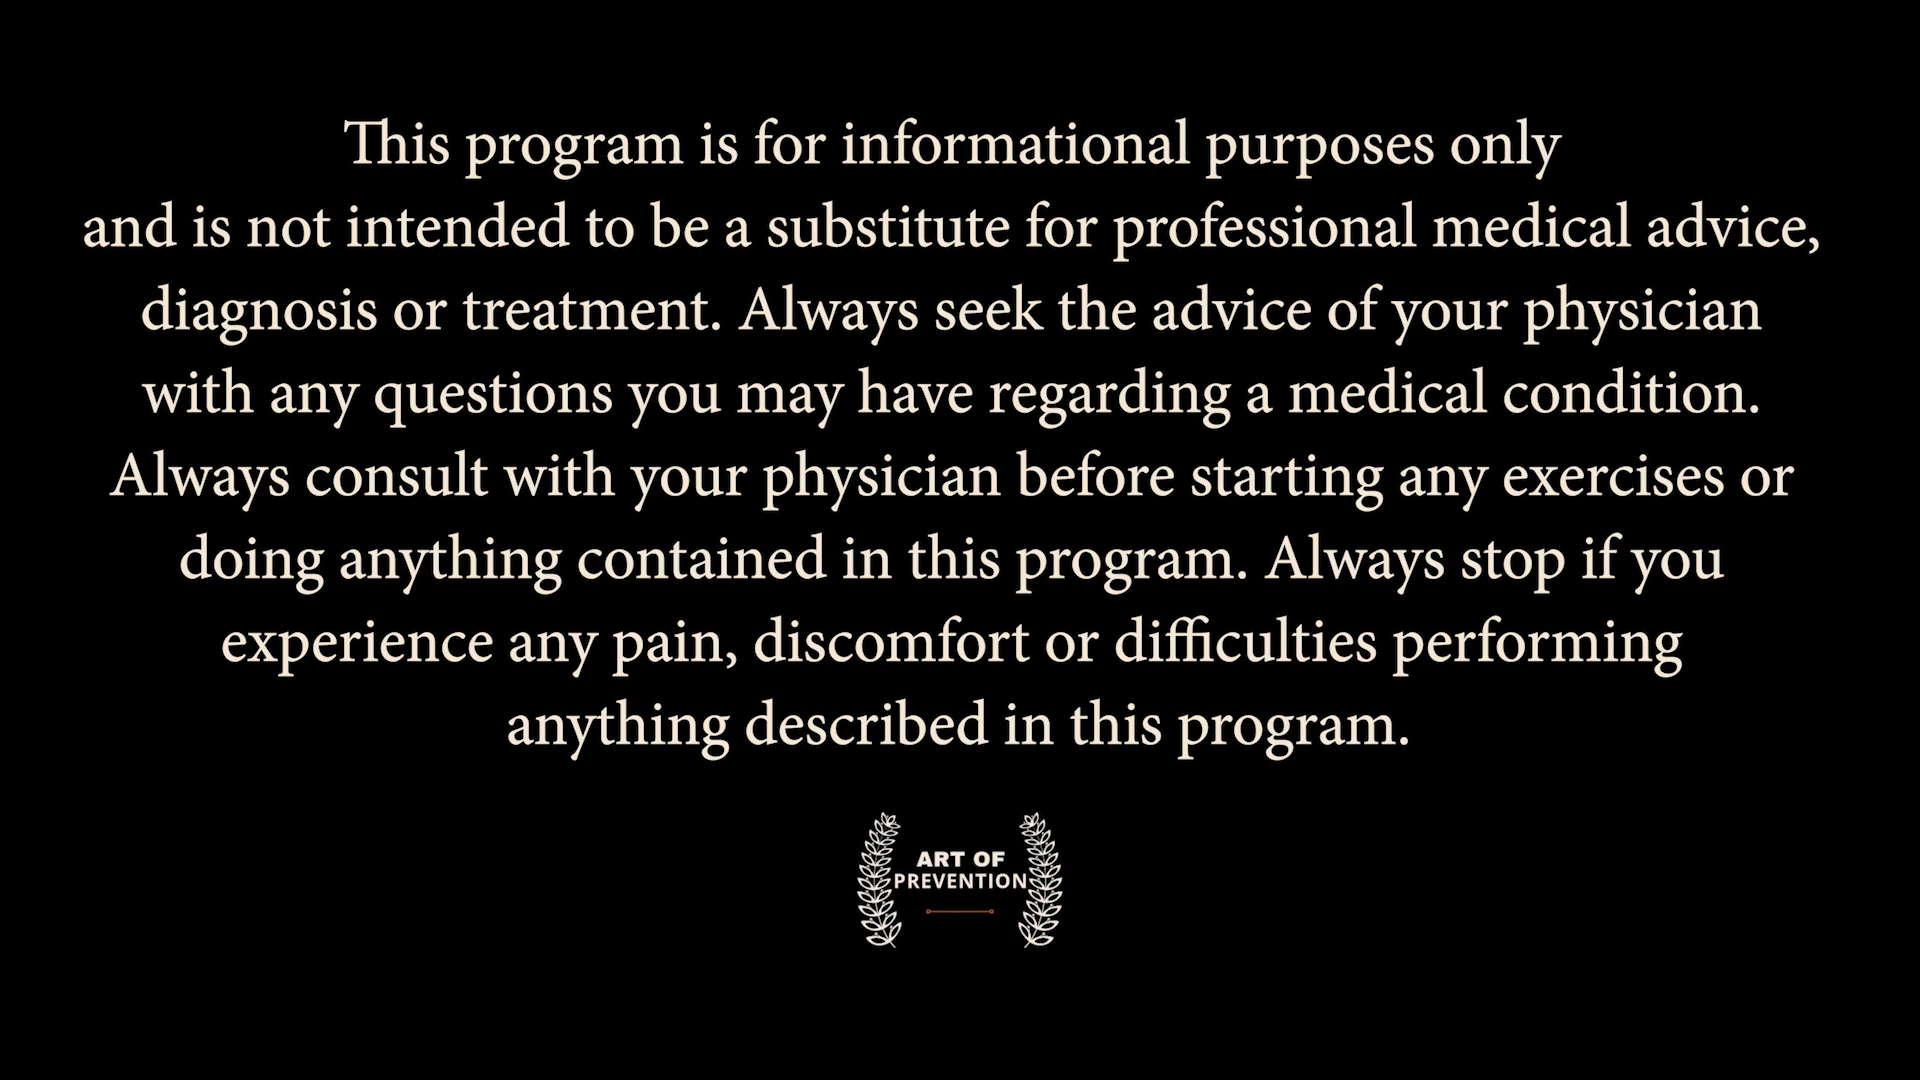 This program is for informational purposes only
and is not intended to be a substitute for professional medical advice,
diagnosis or treatment. Always seek the advice of your physician
with any questions you may have regarding a medical condition.
Always consult with your physician before starting any exercises or
doing anything contained in this program. Always stop if you
experience any pain, discomfort or difficulties performing
anything described in this program.
ART OF
PREVENTION